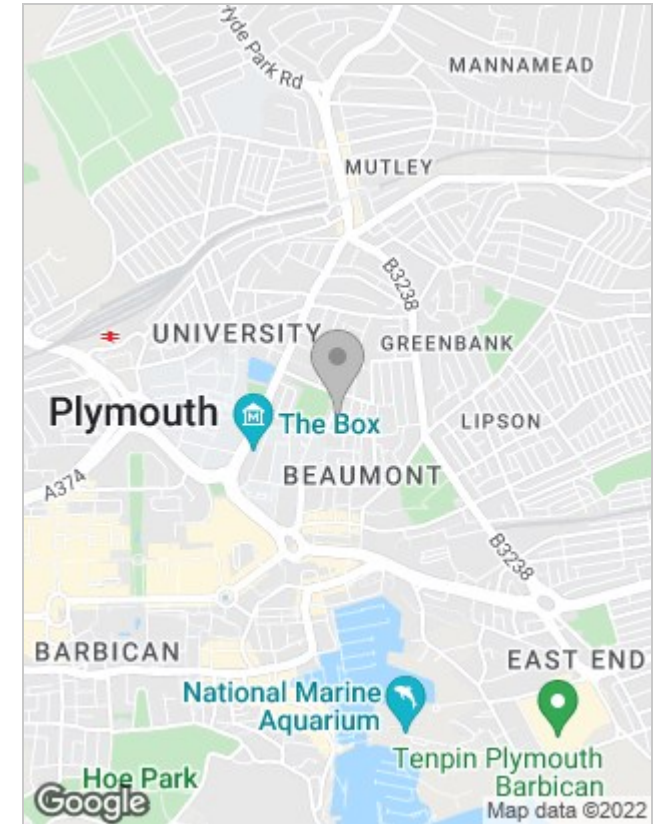 Hyde Park Rd
MANNAMEAD
MUTLEY
B3238
UNIVERSITY
GREENBANK
Plymouth
The Box
LIPSON
BEAUMONT
A374
B3238
BARBICAN
EAST END
National Marine
Aquarium
Tenpin Plymouth
Barbican
Hoe Park
Google
Map data ©2022